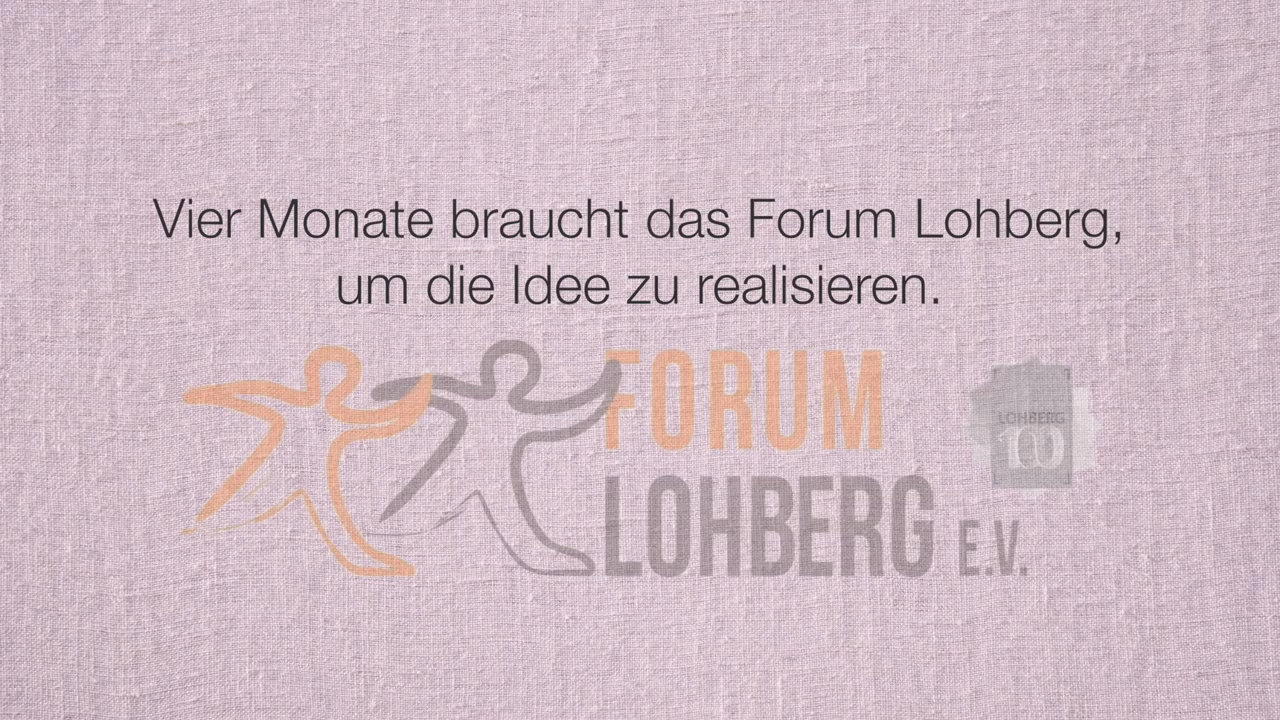 Vier Monate braucht das Forum Lohberg,
um die Idee zu realisieren.
FORUM
LOHBERG E.V.
LOHBERG
100